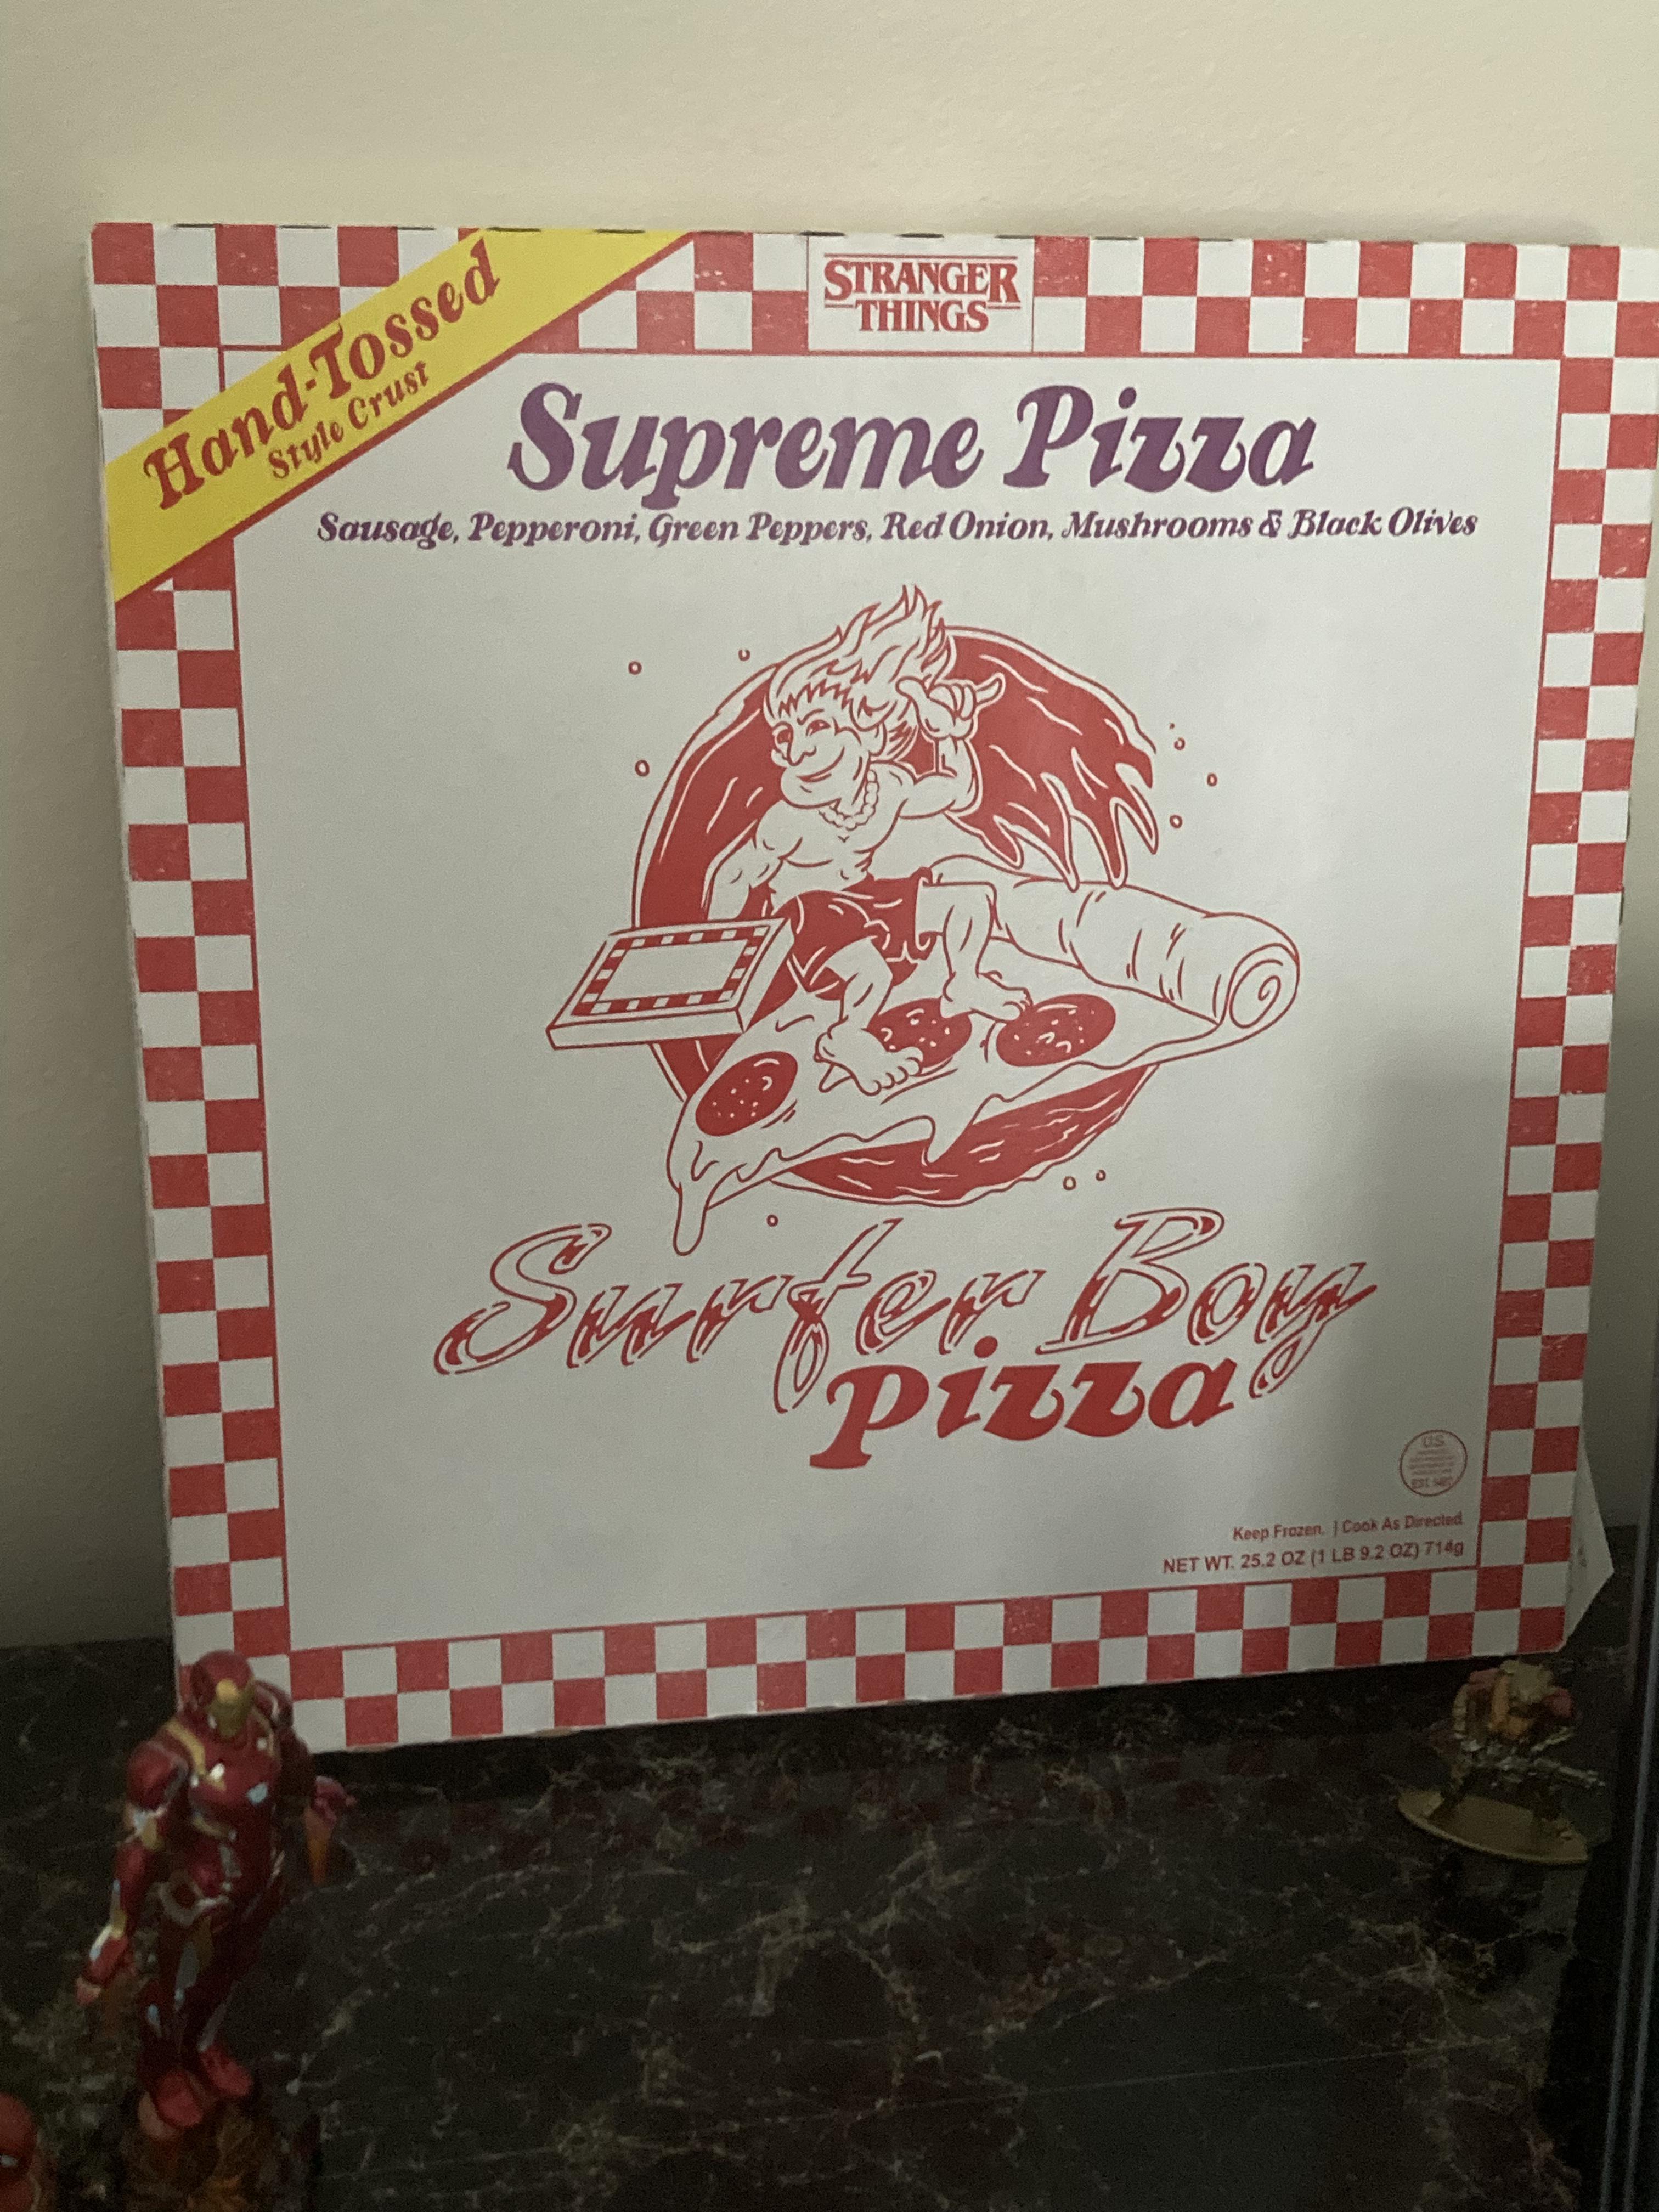 Hand-Tossed
Style Crust
STRANGER
THINGS
Supreme Pizza
Sausage, Pepperoni, Green Peppers, Red Onion, Mushrooms & Black Olives
Surfer Boy
Pizza
U.S.
Keep Frozen. | Cook As Directed.
NET WT. 25.2 OZ (1 LB 9.2 OZ) 714g